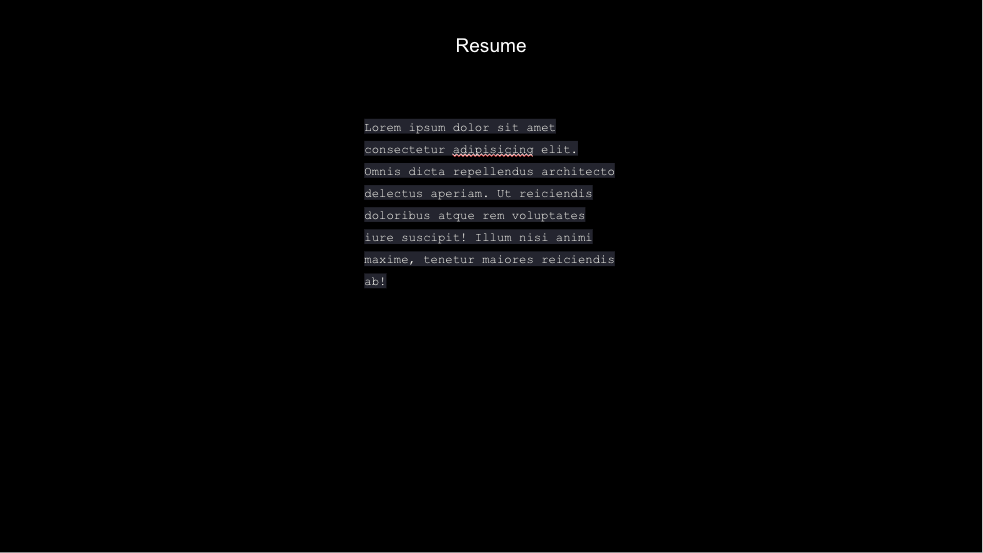 Resume
Lorem ipsum dolor sit amet
consectetur adipisicing elit.
Omnis dicta repellendus architecto
delectus aperiam. Ut reiciendis
doloribus atque rem voluptates
iure suscipit! Illum nisi animi
maxime, tenetur maiores reiciendis
ab!